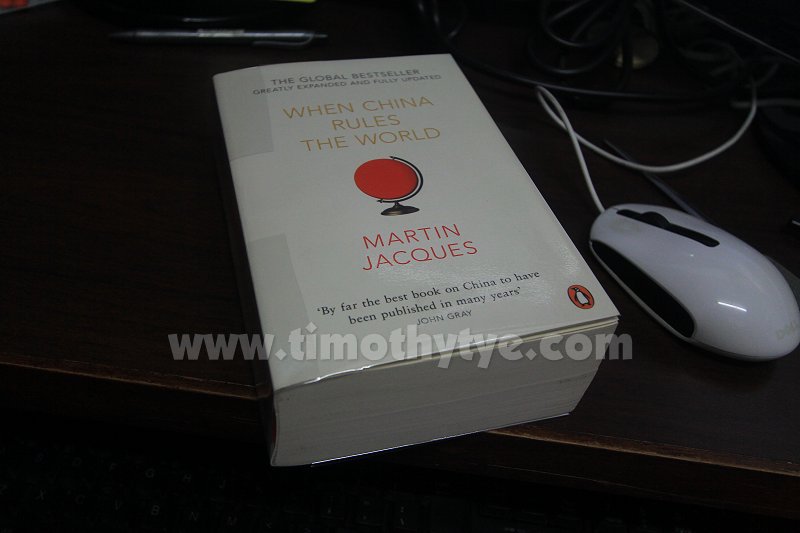 THE GLOBAL BESTSELLER
GREATLY EXPANDED AND FULLY UPDATED
WHEN CHINA
RULES
THE WORLD
MARTIN
JACQUES
'By far the best book on China to have
been published in many years'
JOHN GRAY
www.timothytye.com